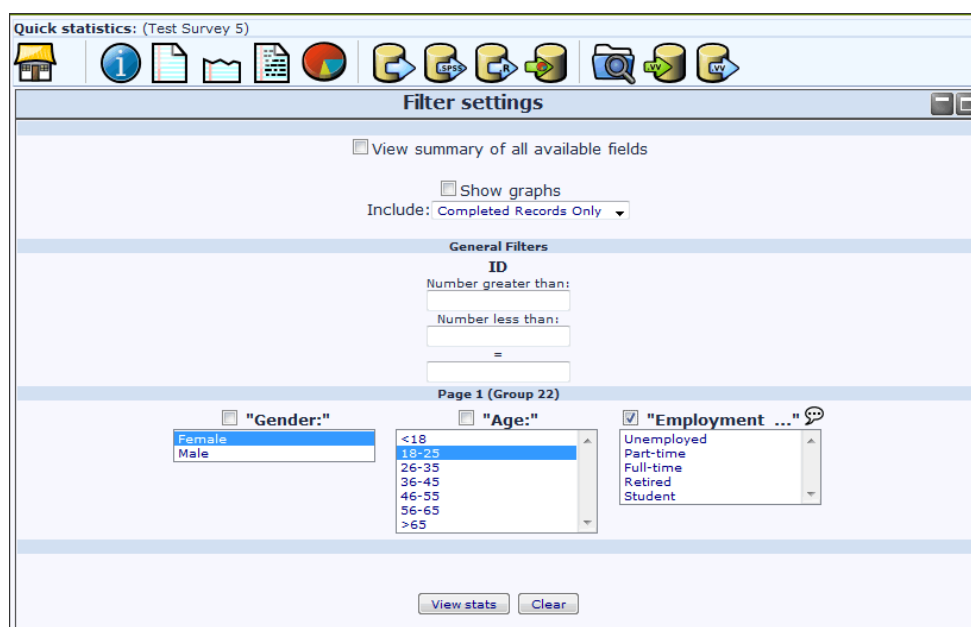 Quick statistics: (Test Survey 5)
SPSS R
VV VV
Filter settings
View summary of all available fields
Show graphs
Include: Completed Records Only
General Filters
ID
Number greater than:
Number less than:
=
Page 1 (Group 22)
"Gender:" "Age:" "Employment ..."
Female
Male
<18
18-25
26-35
36-45
46-55
56-65
>65
Unemployed
Part-time
Full-time
Retired
Student
View stats Clear